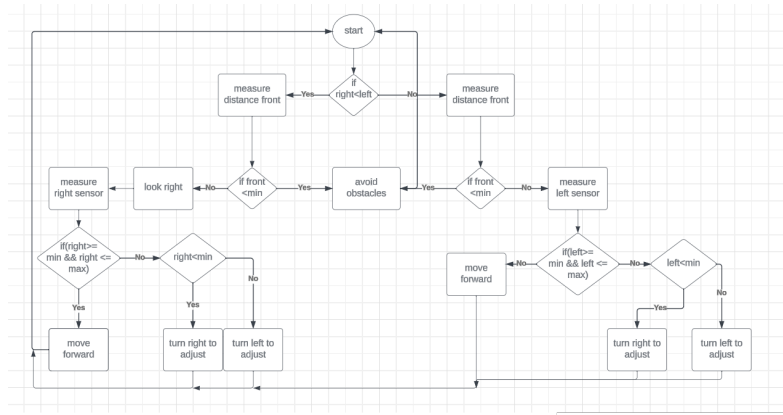 start
if
right<left
Yes
No
measure
distance front
measure
distance front
measure
right sensor
look right
No
if front
<min
Yes
avoid
obstacles
Yes
if front
<min
No
measure
left sensor
if(right>=
min && right <=
max)
No
right<min
No
Yes
Yes
move
forward
No
if(left>=
min && left <=
max)
No
left<min
Yes
No
move
forward
turn right to
adjust
turn left to
adjust
turn right to
adjust
turn left to
adjust